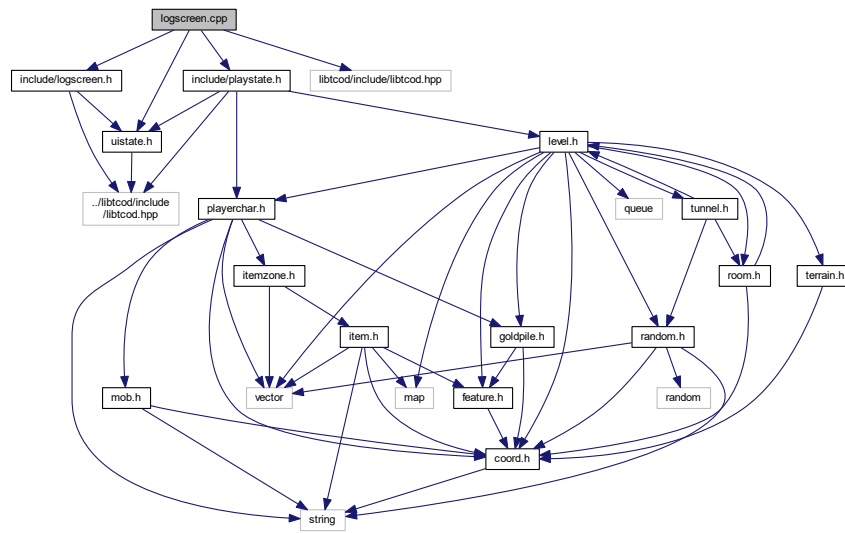 logscreen.cpp
include/logscreen.h
include/playstate.h
libtcod/include/libtcod.hpp
uistate.h
level.h
../libtcod/include
/libtcod.hpp
playerchar.h
queue
tunnel.h
itemzone.h
room.h
terrain.h
item.h
goldpile.h
random.h
mob.h
vector
map
feature.h
random
coord.h
string